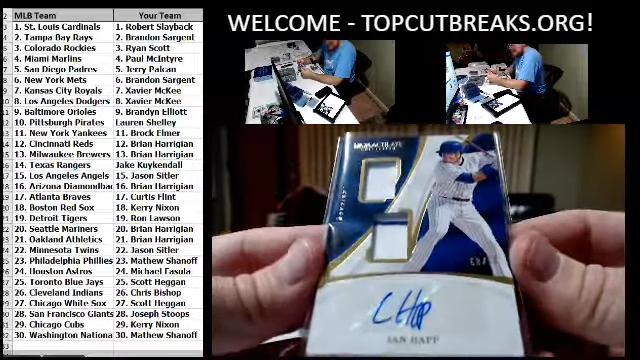 WELCOME - TOPCUTBREAKS.ORG!
MLB Team Your Team
1. St. Louis Cardinals 1. Robert Slayback
2. Tampa Bay Rays 2. Brandon Sargent
3. Colorado Rockies 3. Ryan Scott
4. Miami Marlins 4. Paul McIntyre
5. San Diego Padres 5. Terry Palcan
6. New York Mets 6. Brandon Sargent
7. Kansas City Royals 7. Xavier McKee
8. Los Angeles Dodgers 8. Xavier McKee
9. Baltimore Orioles 9. Brandyn Elliott
10. Pittsburgh Pirates Lauren Shelley
11. New York Yankees 11. Brock Elmer
12. Cincinnati Reds 12. Brian Harrigian
13. Milwaukee Brewers 13. Brian Harrigian
14. Texas Rangers Jake Kuykendall
15. Los Angeles Angels 15. Jason Sitler
16. Arizona Diamondbac 16. Brian Harrigian
17. Atlanta Braves 17. Curtis Flint
18. Boston Red Sox 18. Kerry Nixon
19. Detroit Tigers 19. Ron Lawson
20. Seattle Mariners 20. Brian Harrigian
21. Oakland Athletics 21. Brian Harrigian
22. Minnesota Twins 22. Jason Sitler
23. Philadelphia Phillies 23. Mathew Shanoff
24. Houston Astros 24. Michael Fasula
25. Toronto Blue Jays 25. Scott Heggan
26. Cleveland Indians 26. Chris Bishop
27. Chicago White Sox 27. Scott Heggan
28. San Francisco Giants 28. Joseph Stoops
29. Chicago Cubs 29. Kerry Nixon
30. Washington Nationa 30. Mathew Shanoff
IMMACULATE
IAN HAPP